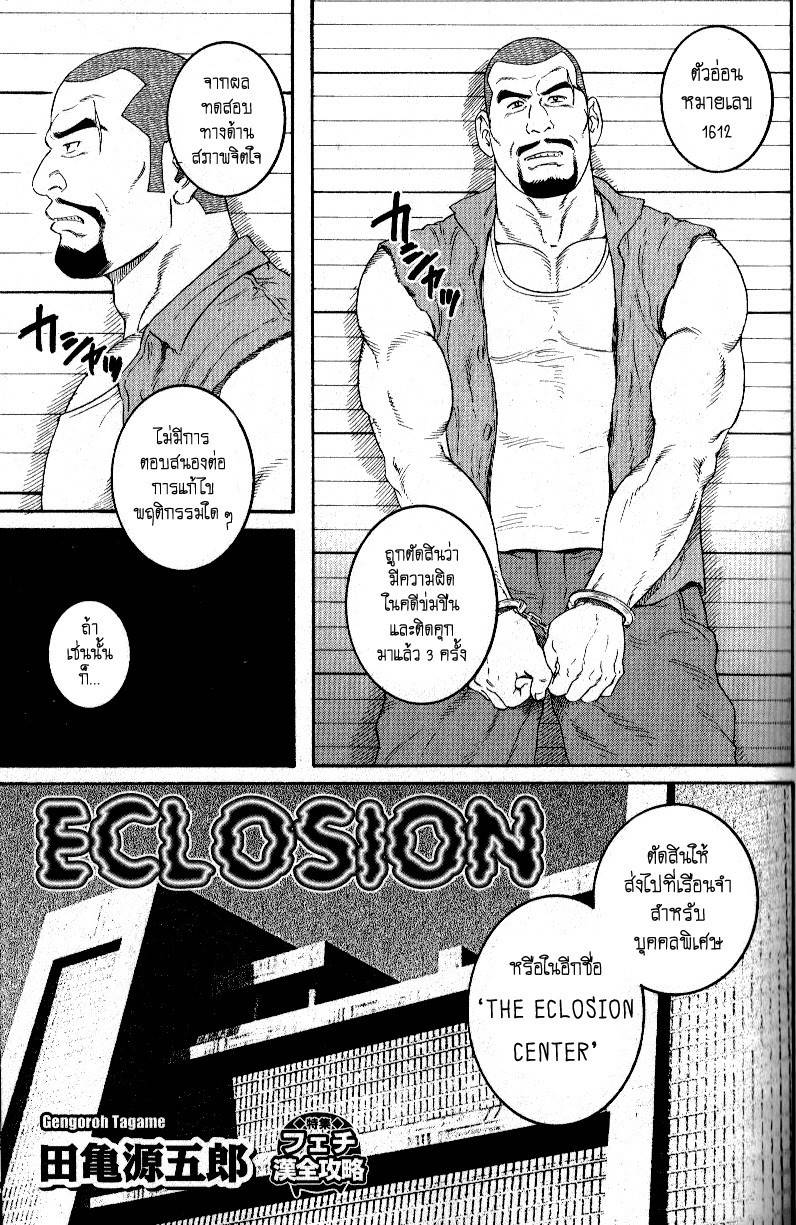 ตัวอ่อน
หมายเลข
1612
ガシャッ
ถูกตัดสินว่า
มีความผิด
ในคดีข่มขืน
และติดคุก
มาแล้ว 3 ครั้ง
จากผล
ทดสอบ
ทางด้าน
สภาพจิตใจ
ガシャッ
ไม่มีการ
ตอบสนองต่อ
การแก้ไข
พฤติกรรมใด ๆ
ถ้า
เช่นนั้น
ก็...
ECLOSION
ตัดสินให้
ส่งไปที่เรือนจำ
สำหรับ
บุคคลพิเศษ
หรือในอีกชื่อ
‘THE ECLOSION
CENTER’
Gengoroh Tagame
田亀源五郎
特集
フェチ
漢全攻略